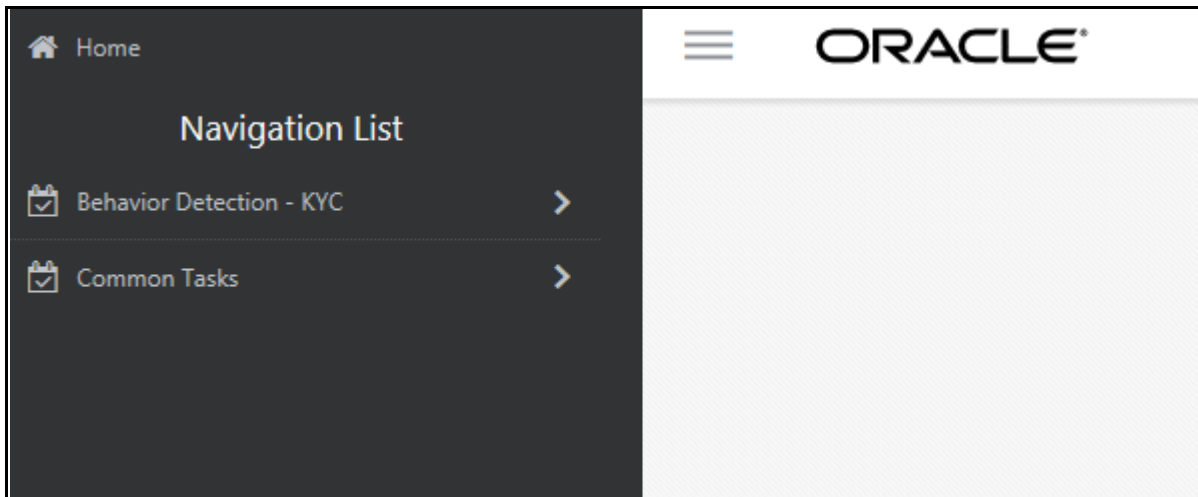 Home
ORACLE®
Navigation List
Behavior Detection - KYC
Common Tasks